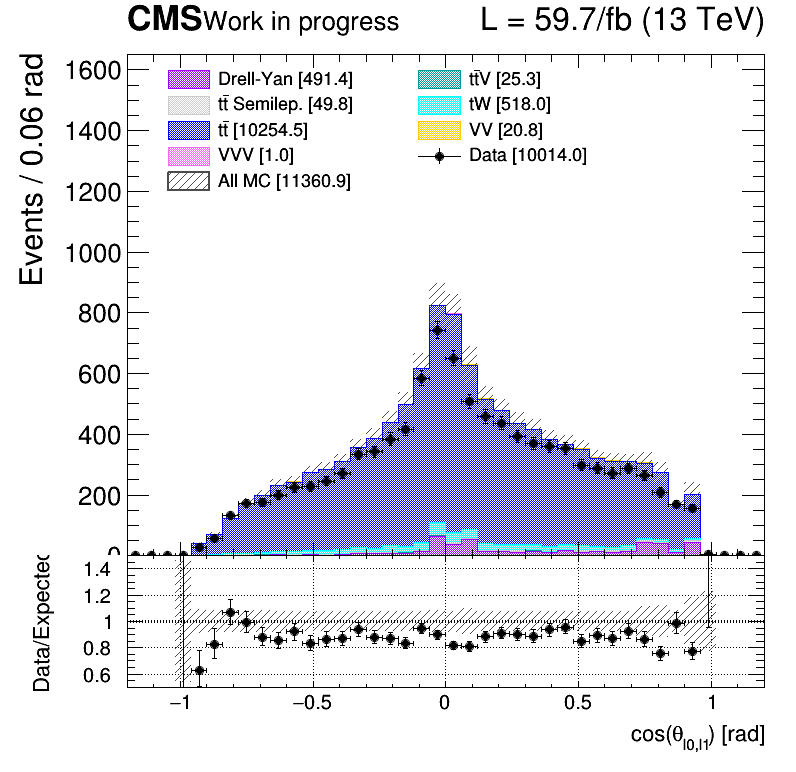 CMS Work in progress L = 59.7/fb (13 TeV)
Events / 0.06 rad
1600
1400
1200
1000
800
600
400
200
0
Drell-Yan [491.4]
tt̄ Semilep. [49.8]
tt̄ [10254.5]
VVV [1.0]
All MC [11360.9]
tt̄V [25.3]
tW [518.0]
VV [20.8]
Data [10014.0]
Data/Expected
1.4
1.2
1
0.8
0.6
−1 −0.5 0 0.5 1
cos(θl0,l1) [rad]